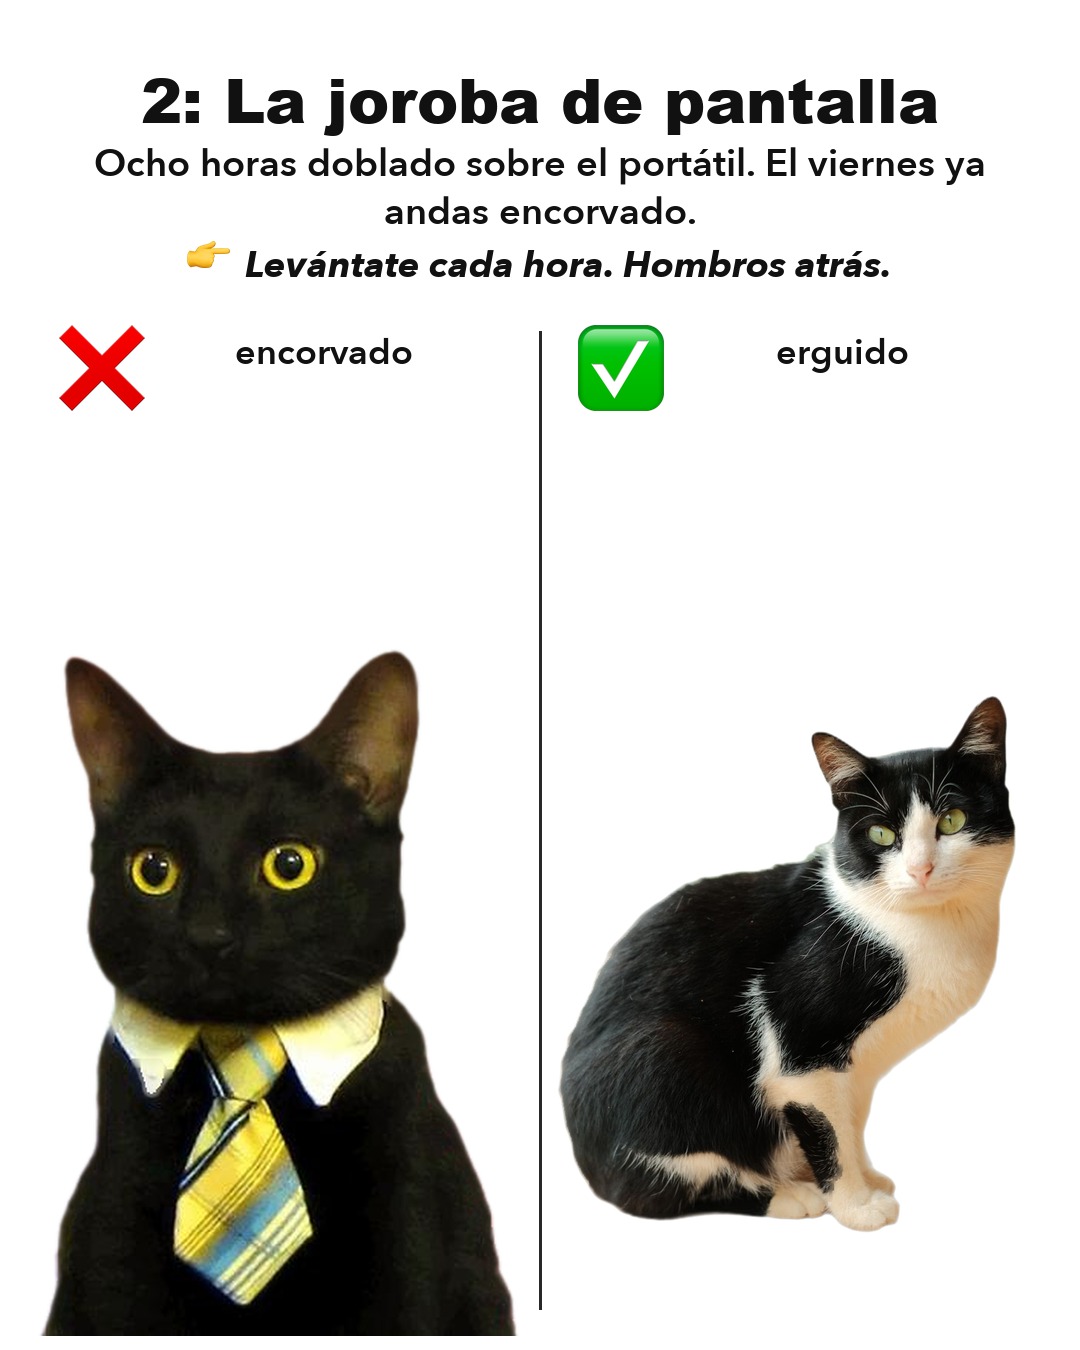 2: La joroba de pantalla
Ocho horas doblado sobre el portátil. El viernes ya
andas encorvado.
👉 Levántate cada hora. Hombros atrás.
❌ encorvado
✅ erguido